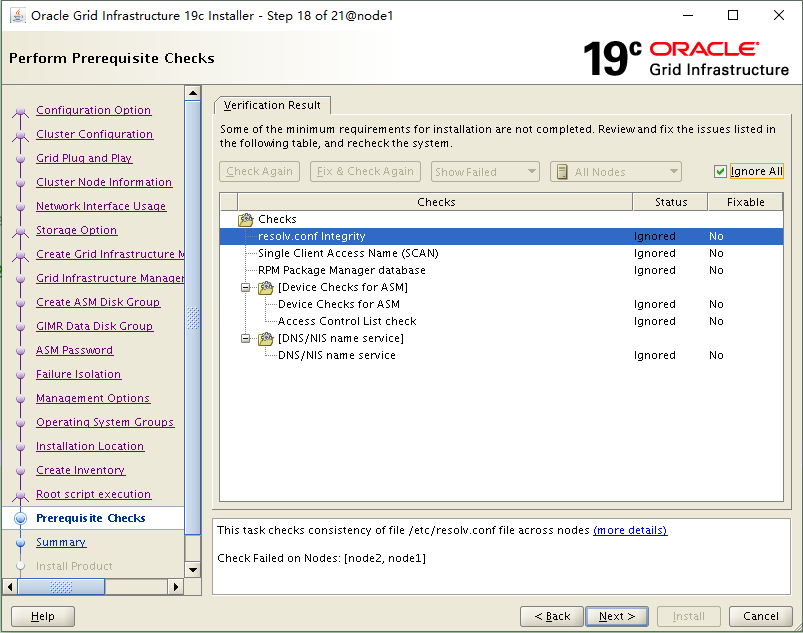 Oracle Grid Infrastructure 19c Installer - Step 18 of 21@node1
Perform Prerequisite Checks
19c ORACLE
Grid Infrastructure
Configuration Option
Cluster Configuration
Grid Plug and Play
Cluster Node Information
Network Interface Usage
Storage Option
Create Grid Infrastructure M
Grid Infrastructure Manager
Create ASM Disk Group
GIMR Data Disk Group
ASM Password
Failure Isolation
Management Options
Operating System Groups
Installation Location
Create Inventory
Root script execution
Prerequisite Checks
Summary
Install Product
Verification Result
Some of the minimum requirements for installation are not completed. Review and fix the issues listed in
the following table, and recheck the system.
Check Again
Fix & Check Again
Show Failed
All Nodes
Ignore All
Checks Status Fixable
Checks
resolv.conf Integrity Ignored No
Single Client Access Name (SCAN) Ignored No
RPM Package Manager database Ignored No
[Device Checks for ASM]
Device Checks for ASM Ignored No
Access Control List check Ignored No
[DNS/NIS name service]
DNS/NIS name service Ignored No
This task checks consistency of file /etc/resolv.conf file across nodes (more details)
Check Failed on Nodes: [node2, node1]
Help
< Back
Next >
Install
Cancel